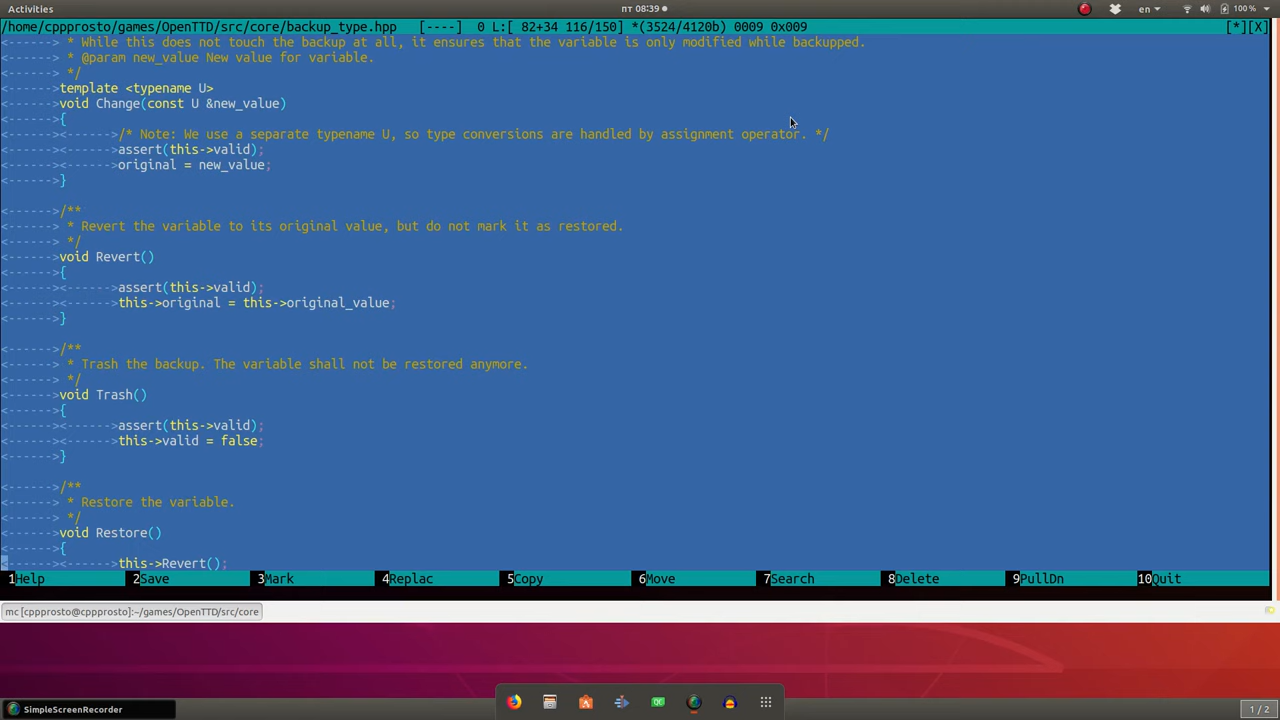 Activities
пт 08:39
en
100 %
/home/cppprosto/games/OpenTTD/src/core/backup_type.hpp [----] 0 L:[ 82+34 116/150] *(3524/4120b) 0009 0x009 [*][X]
<------> * While this does not touch the backup at all, it ensures that the variable is only modified while backupped.
<------> * @param new_value New value for variable.
<------> */
<------>template <typename U>
<------>void Change(const U &new_value)
<------>{
<------><------>/* Note: We use a separate typename U, so type conversions are handled by assignment operator. */
<------><------>assert(this->valid);
<------><------>original = new_value;
<------>}
<------>/**
<------> * Revert the variable to its original value, but do not mark it as restored.
<------> */
<------>void Revert()
<------>{
<------><------>assert(this->valid);
<------><------>this->original = this->original_value;
<------>}
<------>/**
<------> * Trash the backup. The variable shall not be restored anymore.
<------> */
<------>void Trash()
<------>{
<------><------>assert(this->valid);
<------><------>this->valid = false;
<------>}
<------>/**
<------> * Restore the variable.
<------> */
<------>void Restore()
<------>{
<------><------>this->Revert();
1Help 2Save 3Mark 4Replac 5Copy 6Move 7Search 8Delete 9PullDn 10Quit
mc [cppprosto@cppprosto]:~/games/OpenTTD/src/core
SimpleScreenRecorder
1 / 2